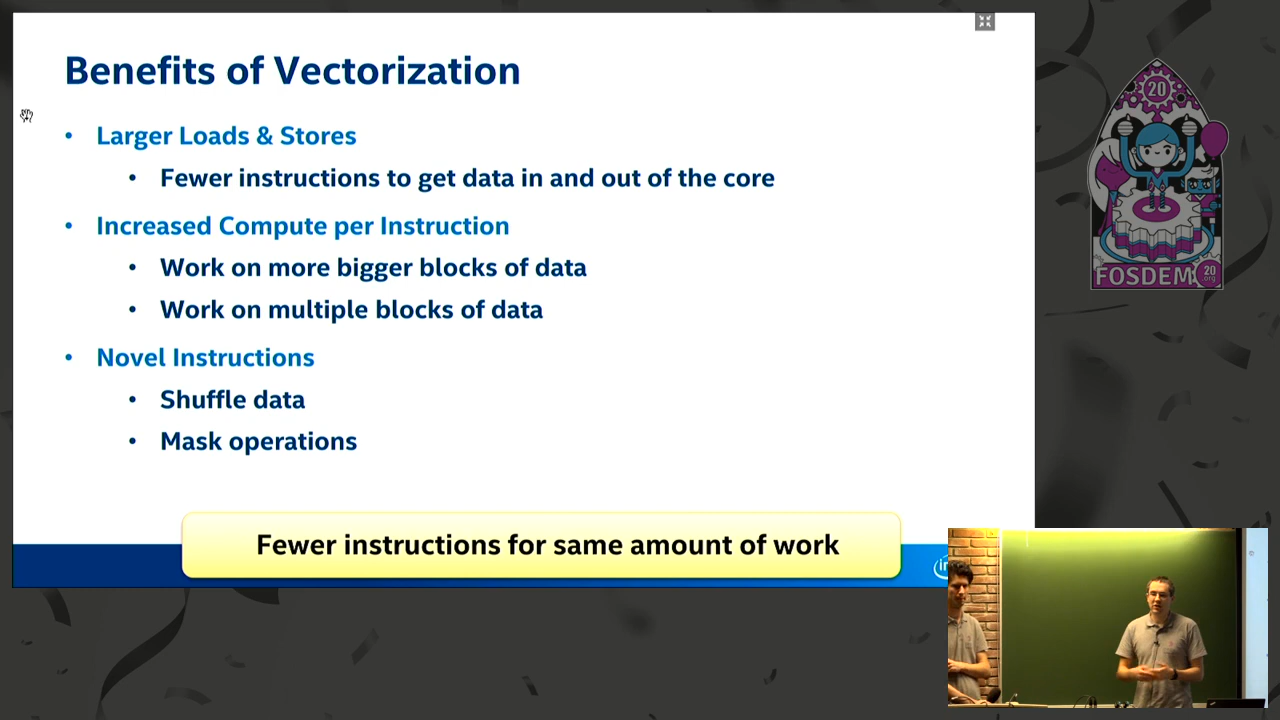 Benefits of Vectorization
• Larger Loads & Stores
• Fewer instructions to get data in and out of the core
• Increased Compute per Instruction
• Work on more bigger blocks of data
• Work on multiple blocks of data
• Novel Instructions
• Shuffle data
• Mask operations
Fewer instructions for same amount of work
20
FOSDEM
20
.org